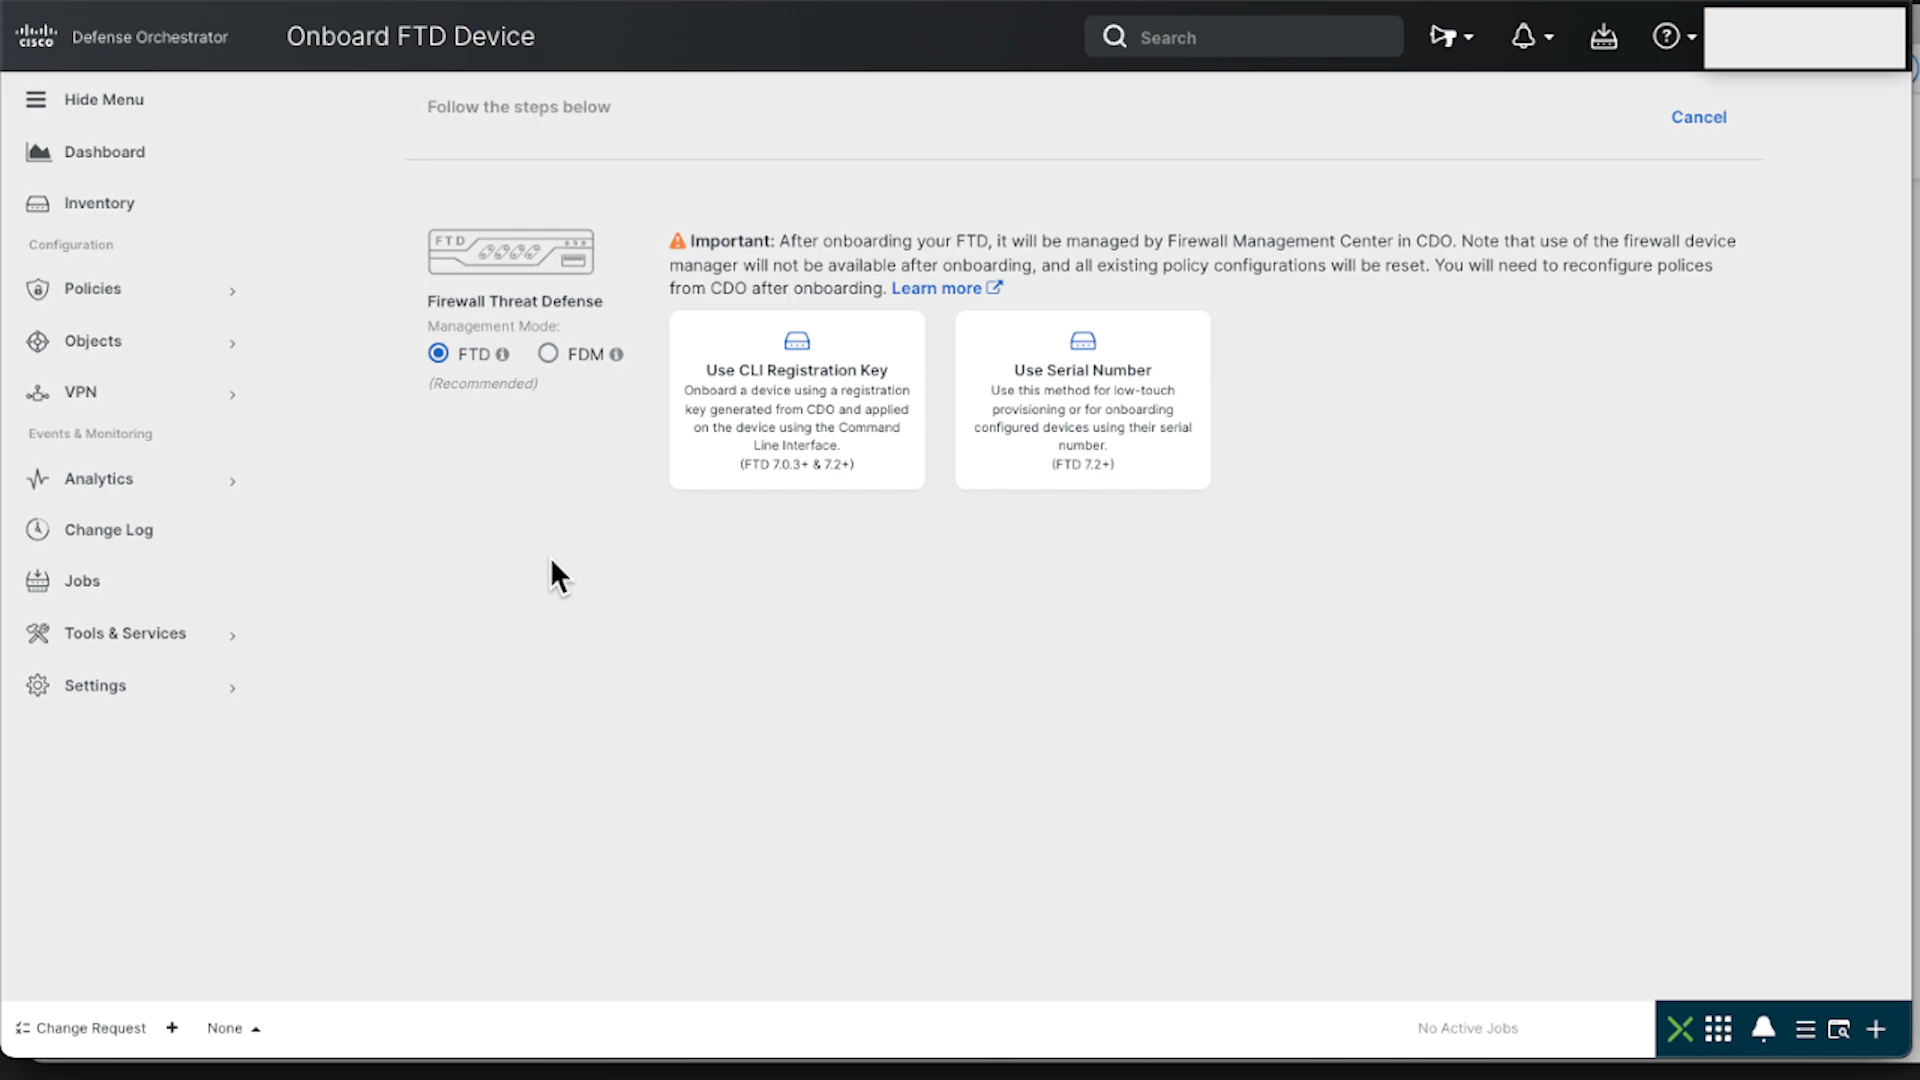 CISCO Defense Orchestrator
Onboard FTD Device
Search
Hide Menu
Dashboard
Inventory
Configuration
Policies
Objects
VPN
Events & Monitoring
Analytics
Change Log
Jobs
Tools & Services
Settings
Follow the steps below
Cancel
FTD
Firewall Threat Defense
Management Mode:
FTD FDM
(Recommended)
Important: After onboarding your FTD, it will be managed by Firewall Management Center in CDO. Note that use of the firewall device
manager will not be available after onboarding, and all existing policy configurations will be reset. You will need to reconfigure polices
from CDO after onboarding. Learn more
Use CLI Registration Key
Onboard a device using a registration
key generated from CDO and applied
on the device using the Command
Line Interface.
(FTD 7.0.3+ & 7.2+)
Use Serial Number
Use this method for low-touch
provisioning or for onboarding
configured devices using their serial
number.
(FTD 7.2+)
Change Request + None
No Active Jobs